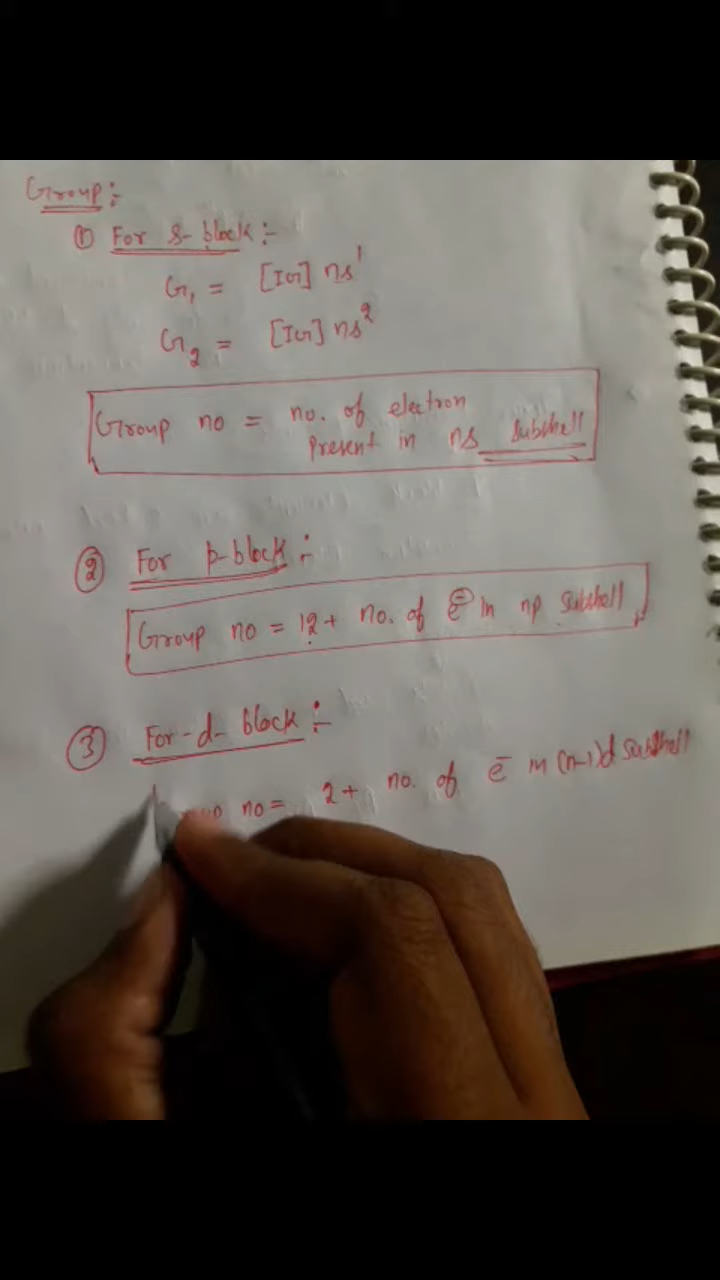 Group :-
① For s-block :-
G₁ = [IG] ns¹
G₂ = [IG] ns²
Group no = no. of electron
Present in ns subshell
② For p-block :-
Group no = 12 + no. of e⊖ in np subshell
③ For -d- block :-
no = 2 + no. of e⁻ in (n-1)d subshell